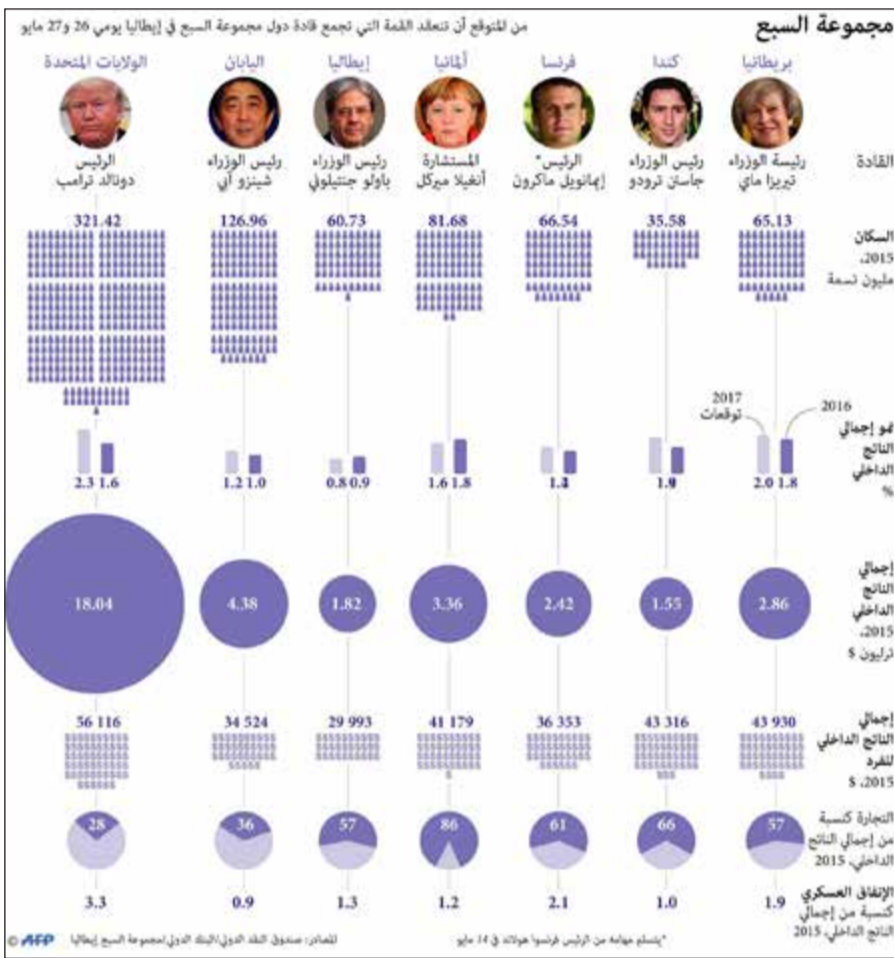 مجموعة السبع
من المتوقع أن تنعقد القمة التي تجمع قادة دول مجموعة السبع في إيطاليا يومي 26 و27 مايو
بريطانيا كندا فرنسا ألمانيا إيطاليا اليابان الولايات المتحدة
القادة
رئيسة الوزراء رئيس الوزراء الرئيس* المستشارة رئيس الوزراء رئيس الوزراء الرئيس
تيريزا ماي جاستن ترودو إيمانويل ماكرون أنغيلا ميركل باولو جنتيلوني شينزو آبي دونالد ترامب
65.13 35.58 66.54 81.68 60.73 126.96 321.42
السكان
2015،
مليون نسمة
2016
2017
توقعات
نمو إجمالي
الناتج
الداخلي
%
1.8 2.0 1.8 1.6 0.9 0.8 1.0 1.2 1.6 2.3
إجمالي
الناتج
الداخلي
2015،
ترليون $
2.86 1.55 2.42 3.36 1.82 4.38 18.04
إجمالي
الناتج الداخلي
للفرد
2015، $
43 930 43 316 36 353 41 179 29 993 34 524 56 116
التجارة كنسبة
من إجمالي الناتج
الداخلي، 2015
57 66 61 86 57 36 28
الإنفاق العسكري
كنسبة من إجمالي
الناتج الداخلي، 2015
1.9 1.0 2.1 1.2 1.3 0.9 3.3
*يتسلم مهامه من الرئيس فرنسوا هولاند في 14 مايو
المصادر: صندوق النقد الدولي/البنك الدولي/مجموعة السبع إيطاليا
AFP ©